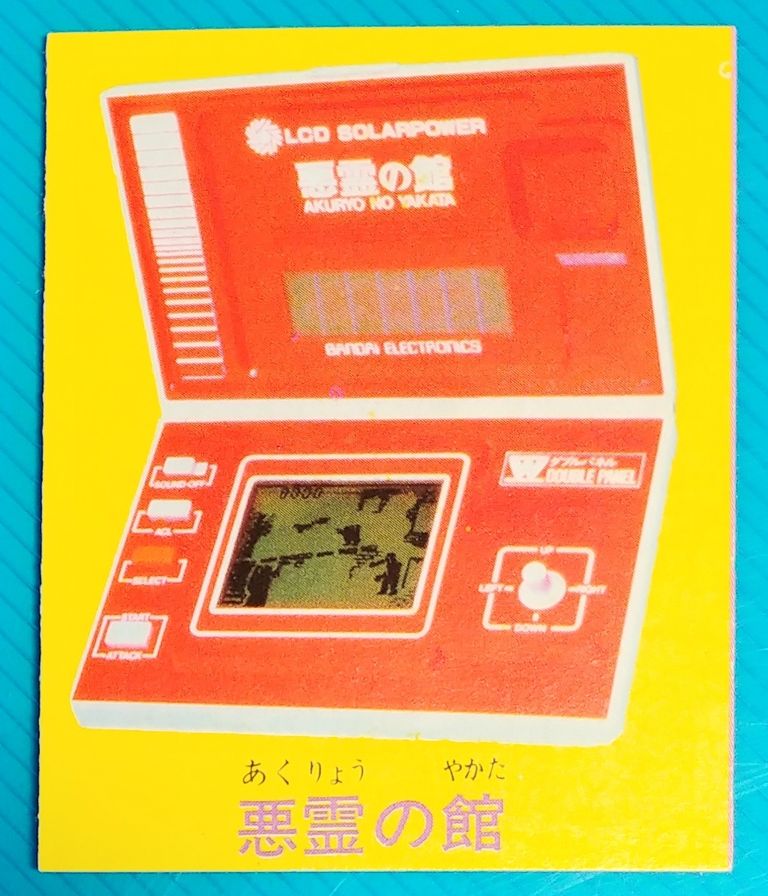 LCD SOLARPOWER
悪霊の館
AKURYO NO YAKATA
BANDAI ELECTRONICS
ダブルパネル
W DOUBLE PANEL
SOUND-OFF
ACL
SELECT
START
ATTACK
UP
LEFT
RIGHT
DOWN
あくりょう やかた
悪霊の館